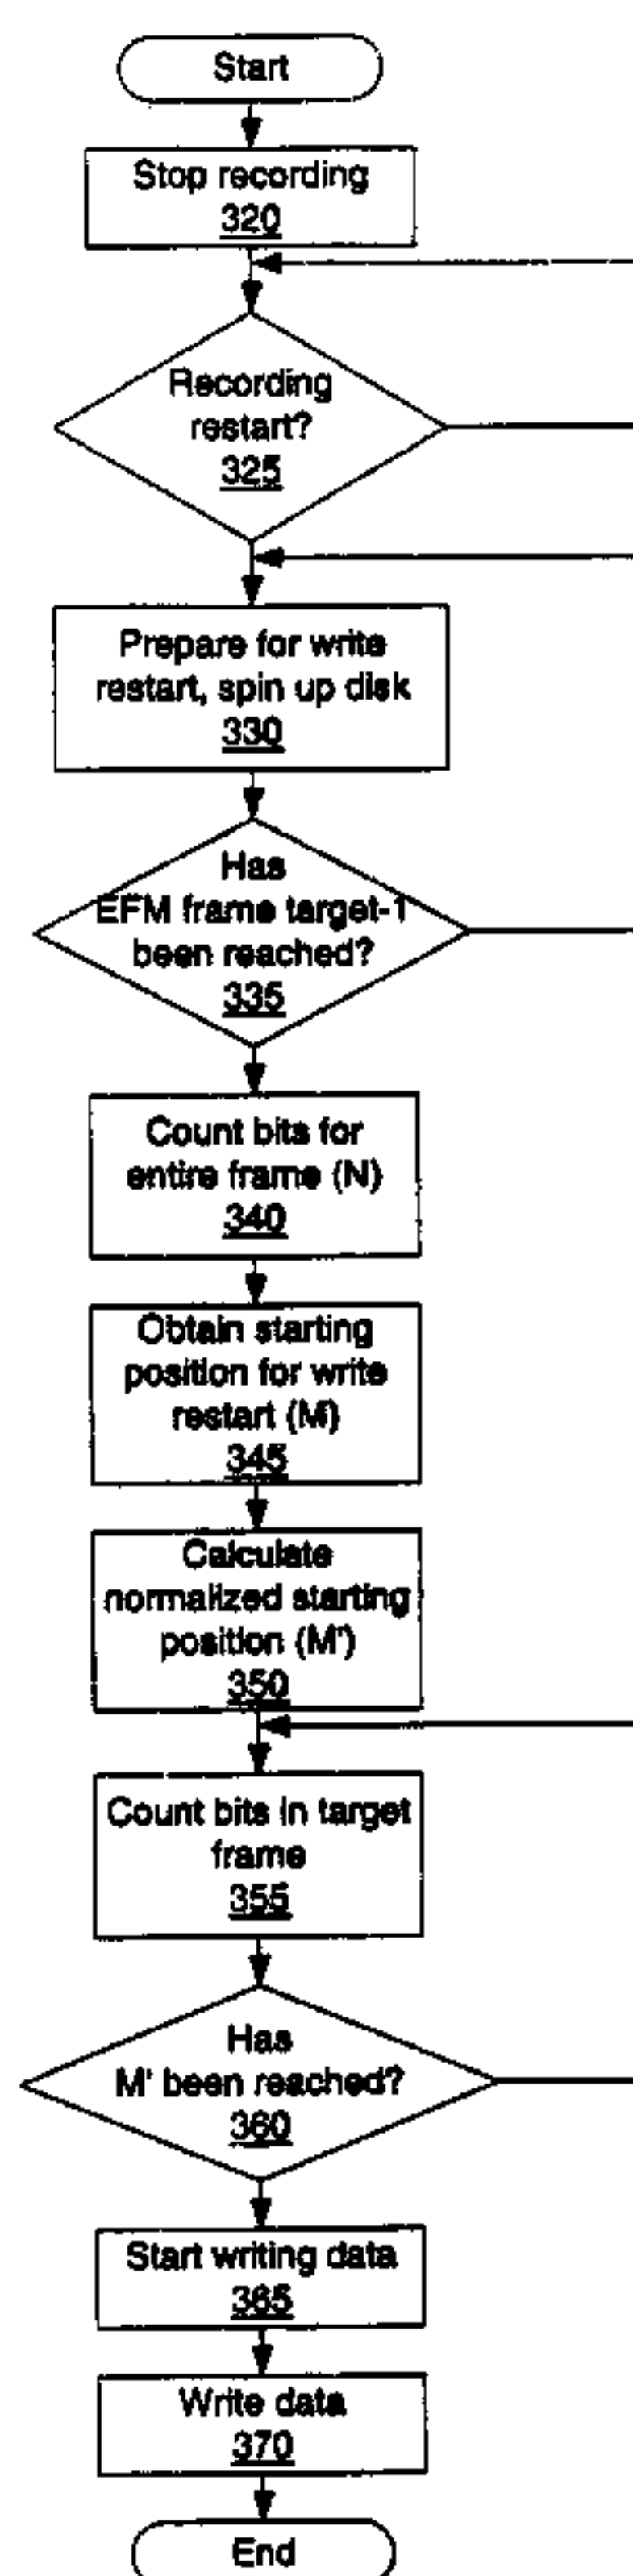 Start
Stop recording
320
Recording
restart?
325
Prepare for write
restart, spin up disk
330
Has
EFM frame target-1
been reached?
335
Count bits for
entire frame (N)
340
Obtain starting
position for write
restart (M)
345
Calculate
normalized starting
position (M')
350
Count bits in target
frame
355
Has
M' been reached?
360
Start writing data
365
Write data
370
End